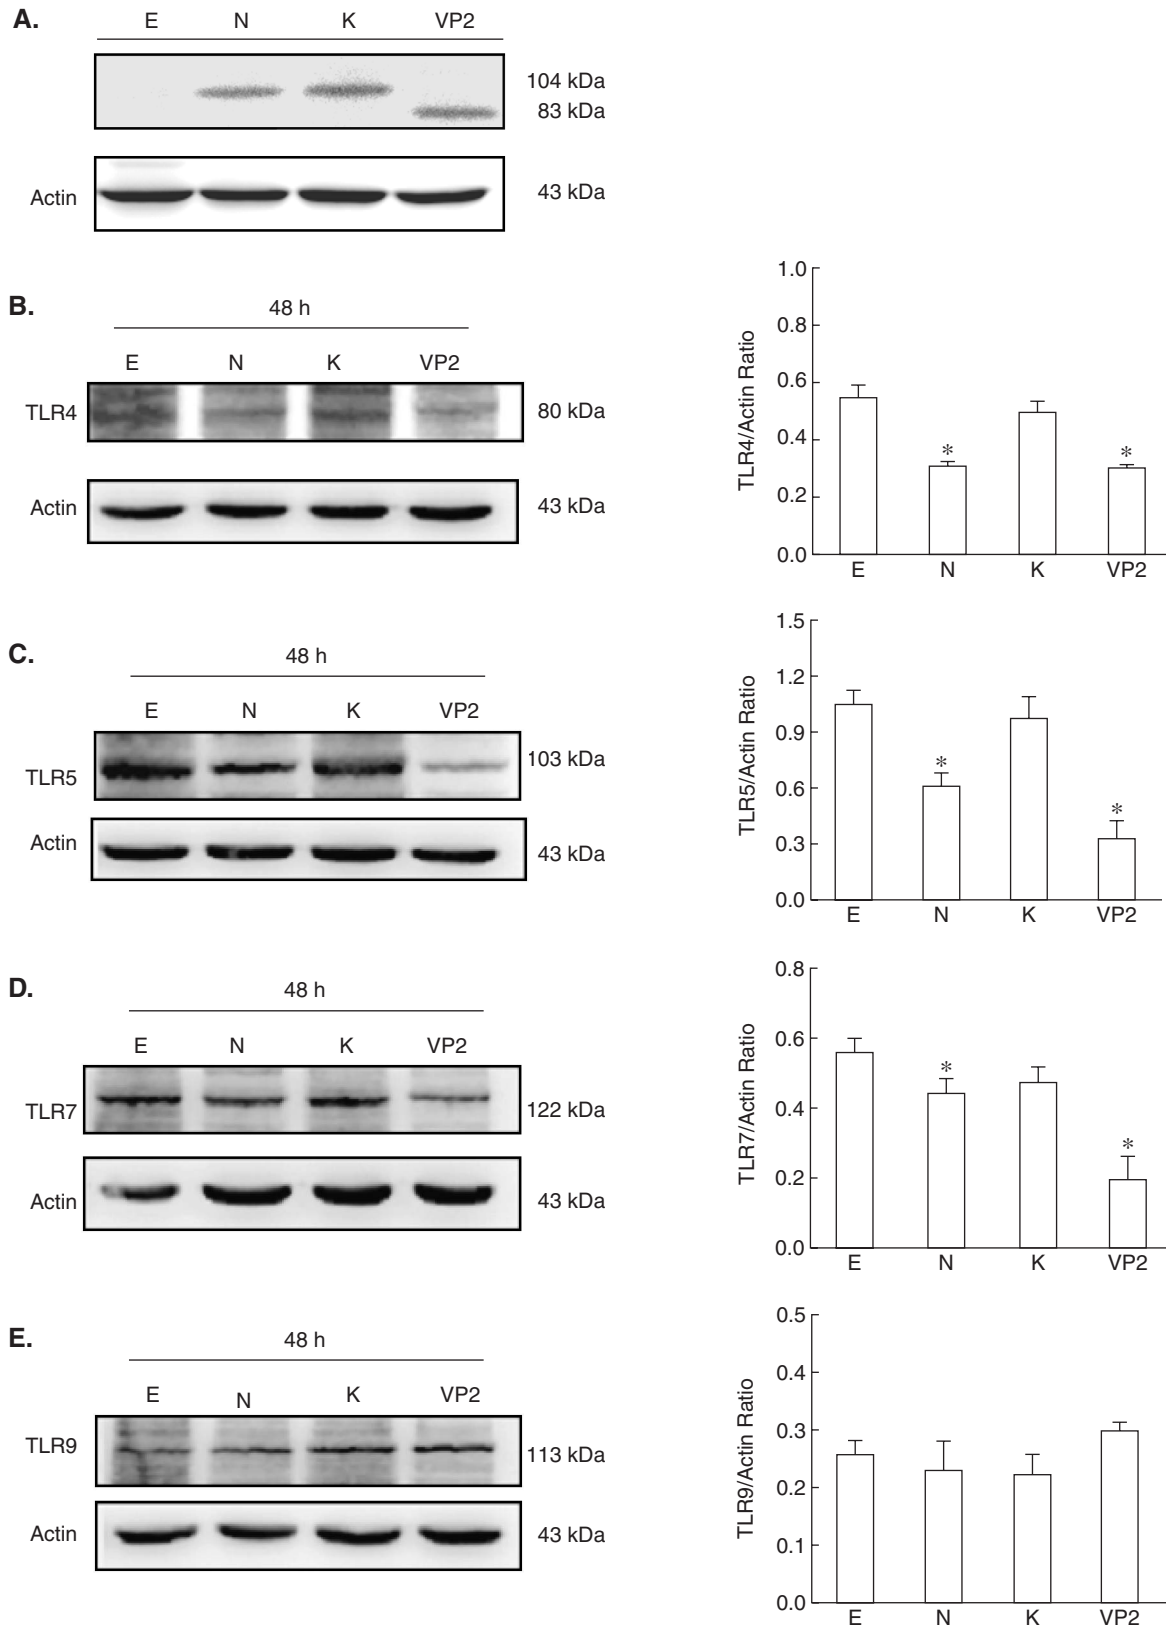 A.
E N K VP2
104 kDa
83 kDa
Actin 43 kDa
B.
48 h
E N K VP2
TLR4 80 kDa
Actin 43 kDa
TLR4/Actin Ratio
1.0
0.8
0.6
0.4
0.2
0.0
* *
E N K VP2
C.
48 h
E N K VP2
TLR5 103 kDa
Actin 43 kDa
TLR5/Actin Ratio
1.5
1.2
0.9
0.6
0.3
0.0
* *
E N K VP2
D.
48 h
E N K VP2
TLR7 122 kDa
Actin 43 kDa
TLR7/Actin Ratio
0.8
0.6
0.4
0.2
0.0
* *
E N K VP2
E.
48 h
E N K VP2
TLR9 113 kDa
Actin 43 kDa
TLR9/Actin Ratio
0.5
0.4
0.3
0.2
0.1
0.0
E N K VP2